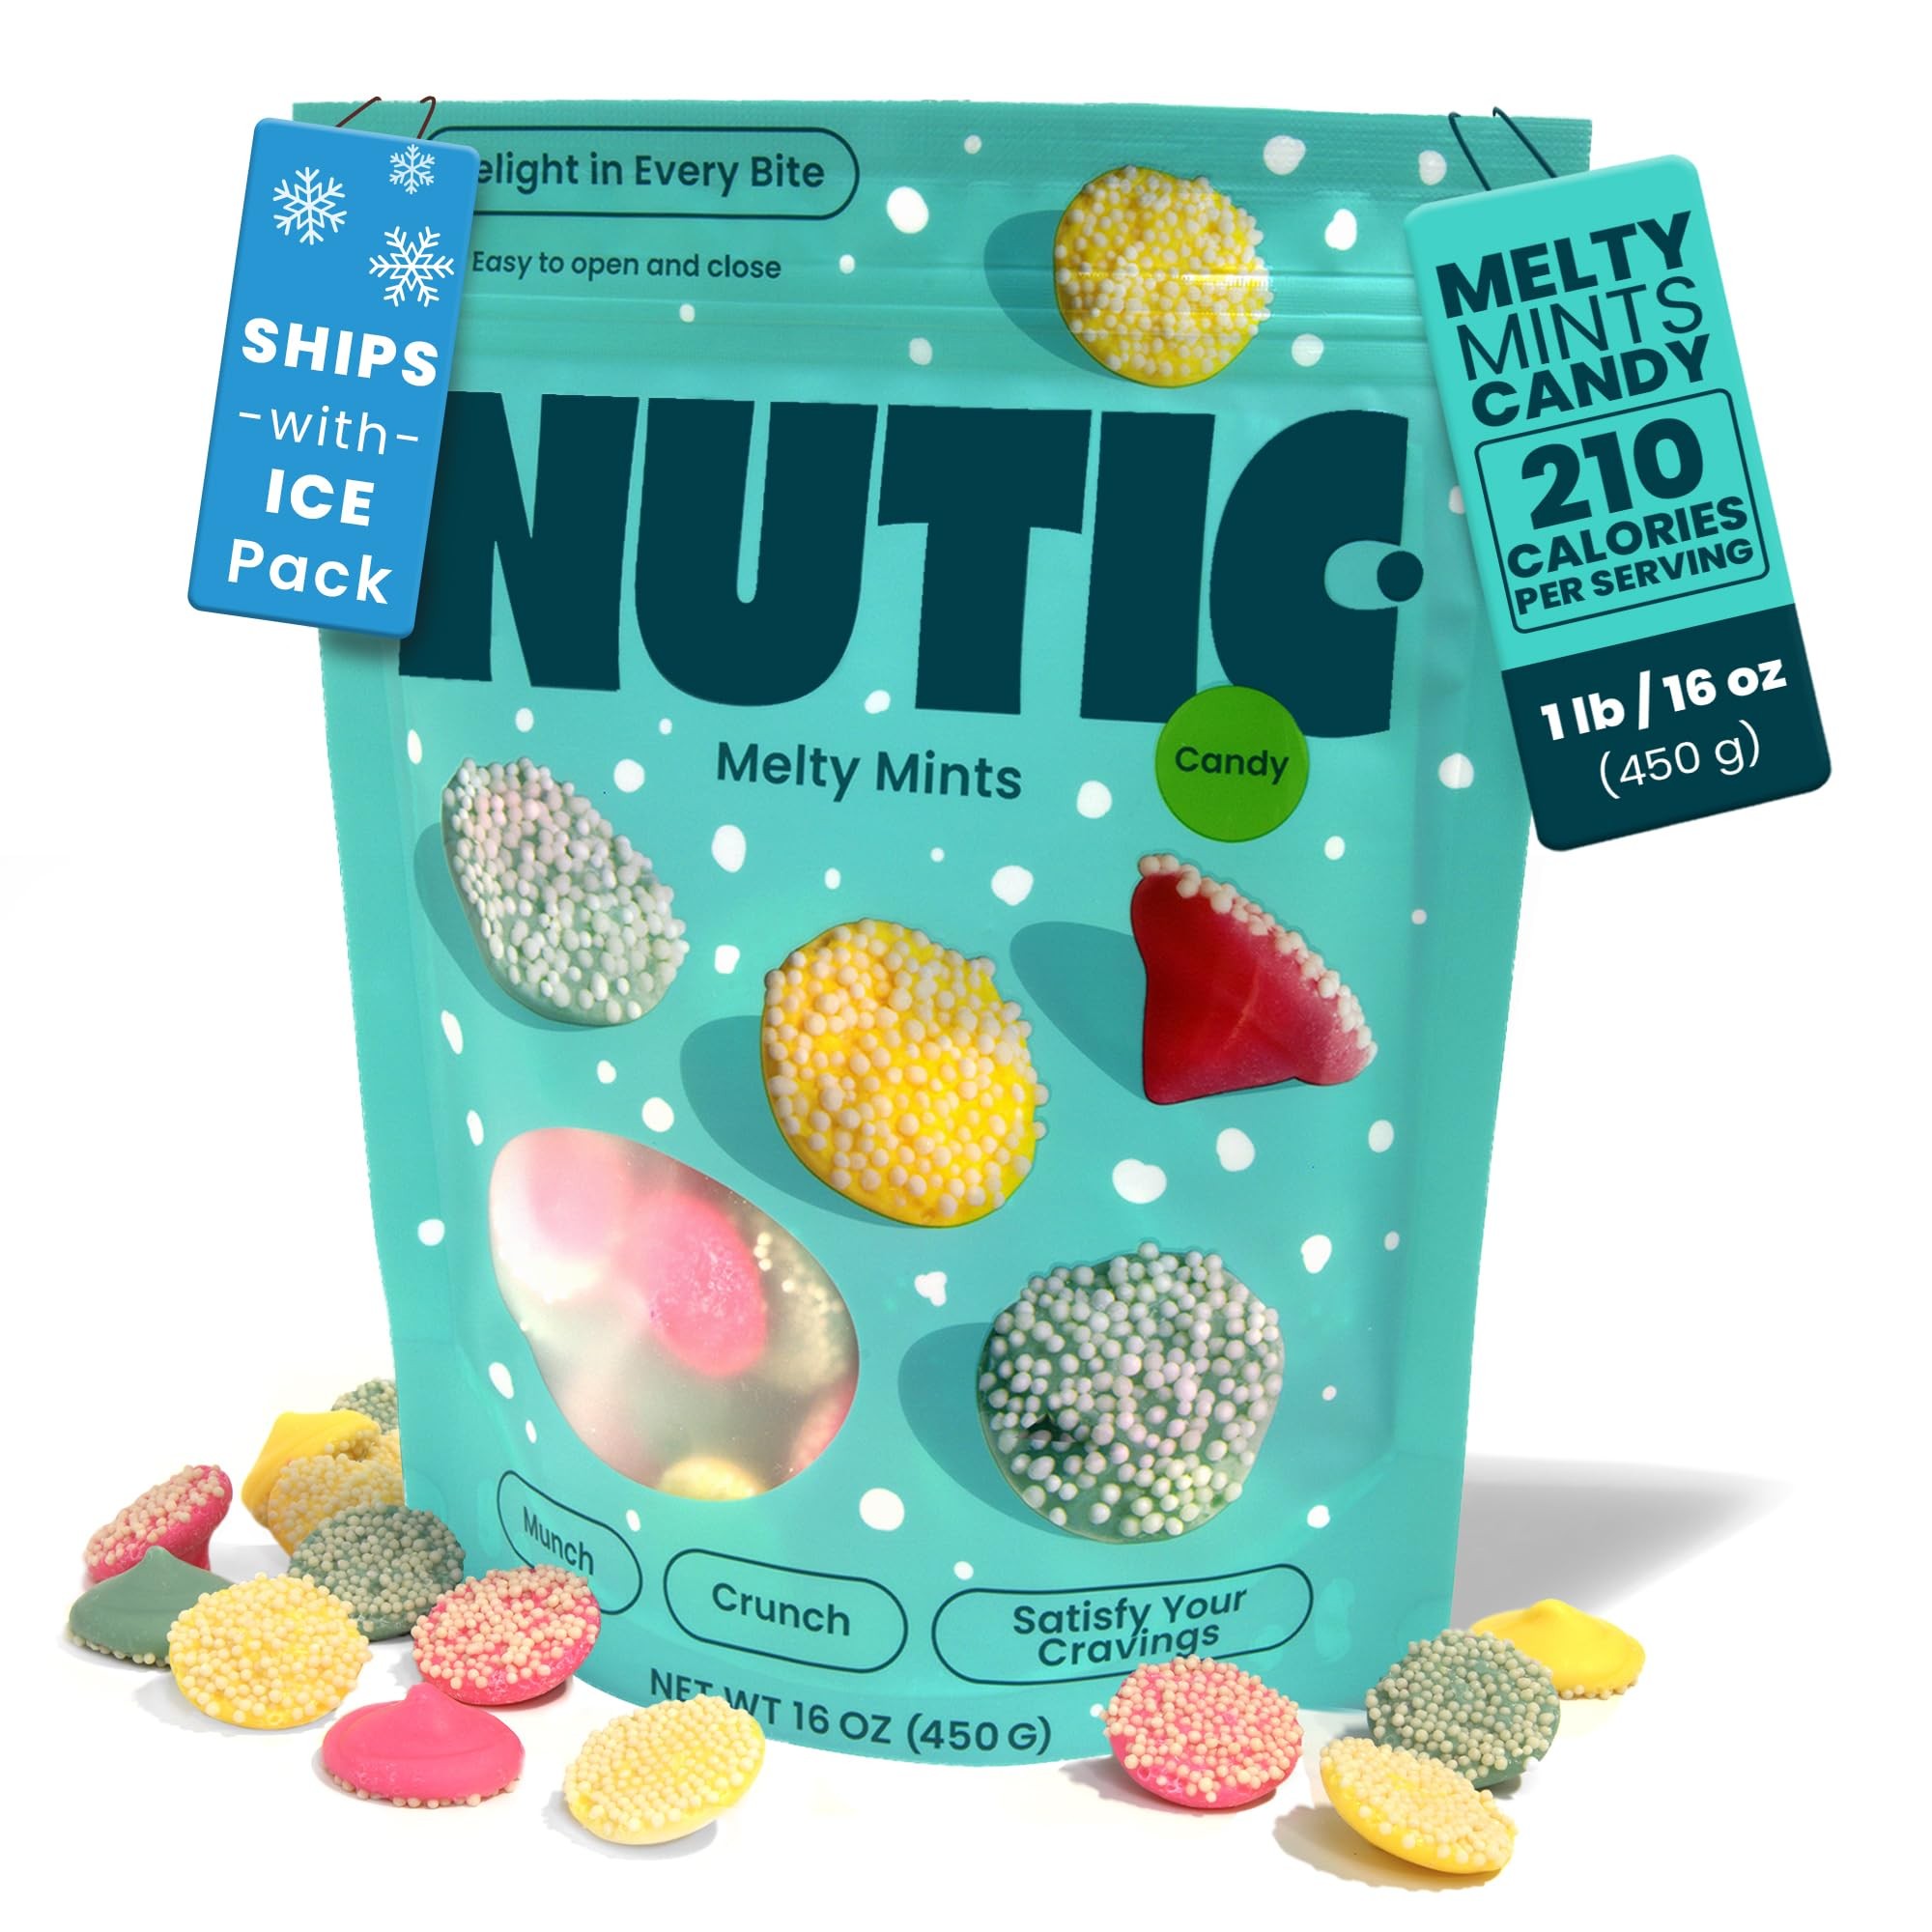 elight in Every Bite
Easy to open and close
SHIPS
-with-
ICE
Pack
MELTY
MINTS
CANDY
210
CALORIES
PER SERVING
1 lb / 16 oz
(450 g)
NUTIC
Melty Mints
Candy
Munch
Crunch
Satisfy Your
Cravings
NET WT 16 OZ (450 G)